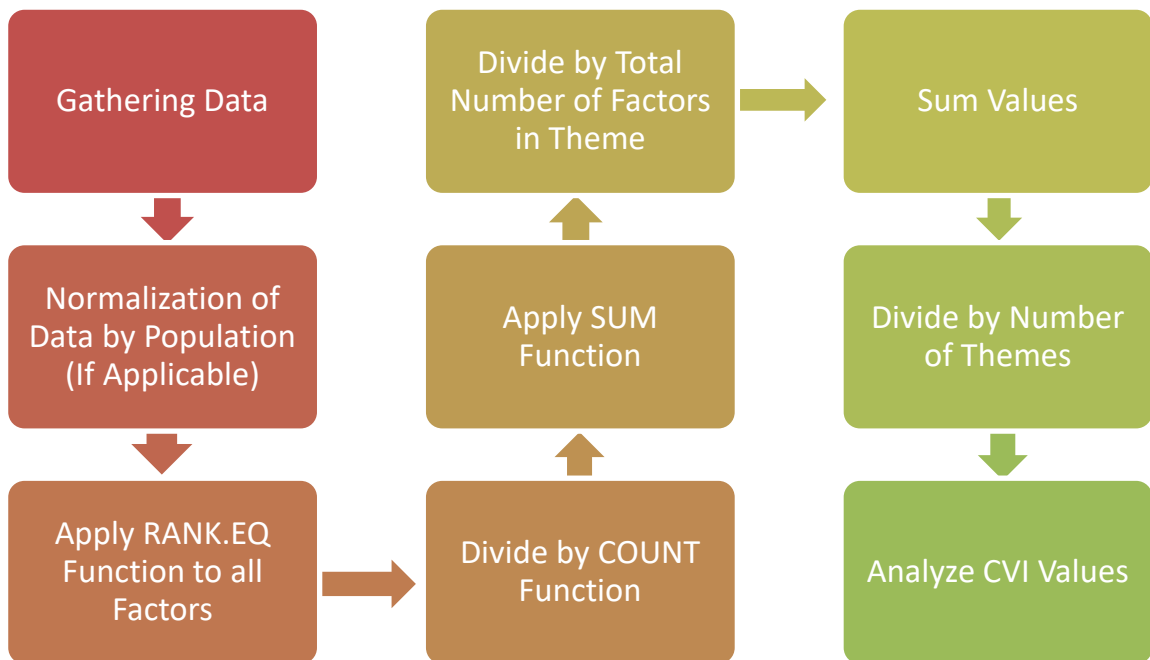 Gathering Data
Normalization of
Data by Population
(If Applicable)
Apply RANK.EQ
Function to all
Factors
Divide by COUNT
Function
Apply SUM
Function
Divide by Total
Number of Factors
in Theme
Sum Values
Divide by Number
of Themes
Analyze CVI Values